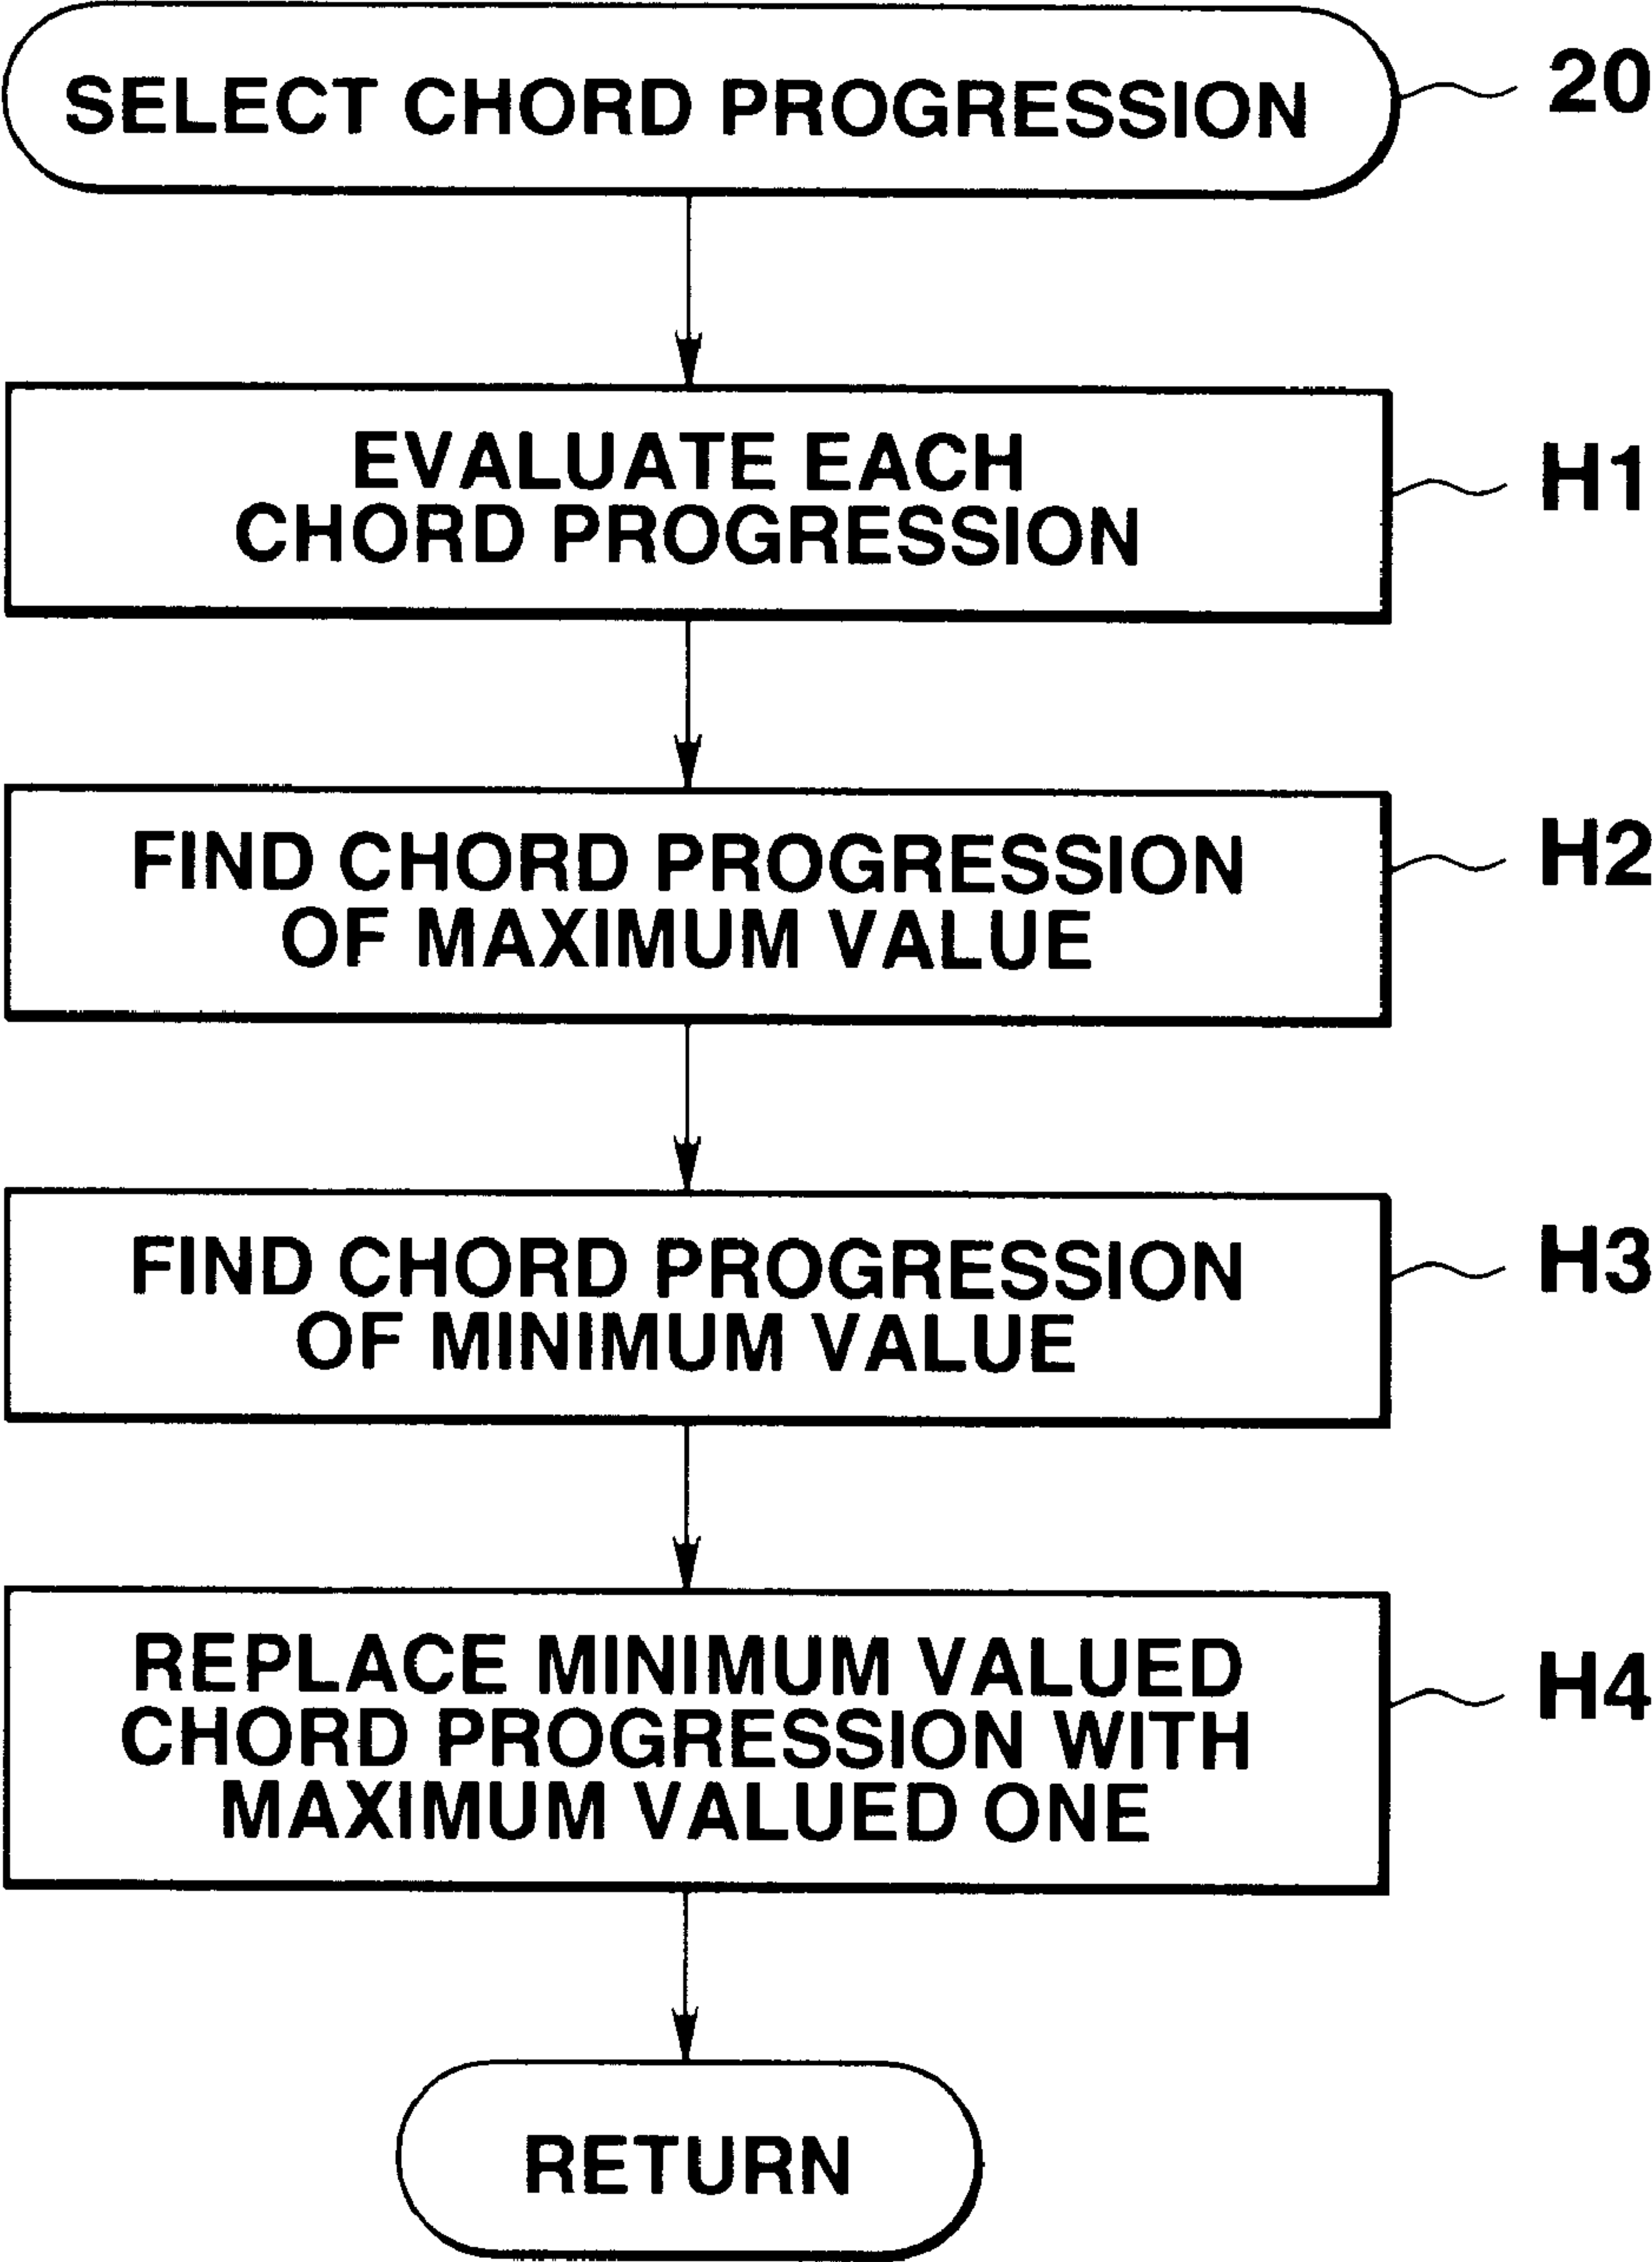 SELECT CHORD PROGRESSION
20
EVALUATE EACH
CHORD PROGRESSION
H1
FIND CHORD PROGRESSION
OF MAXIMUM VALUE
H2
FIND CHORD PROGRESSION
OF MINIMUM VALUE
H3
REPLACE MINIMUM VALUED
CHORD PROGRESSION WITH
MAXIMUM VALUED ONE
H4
RETURN